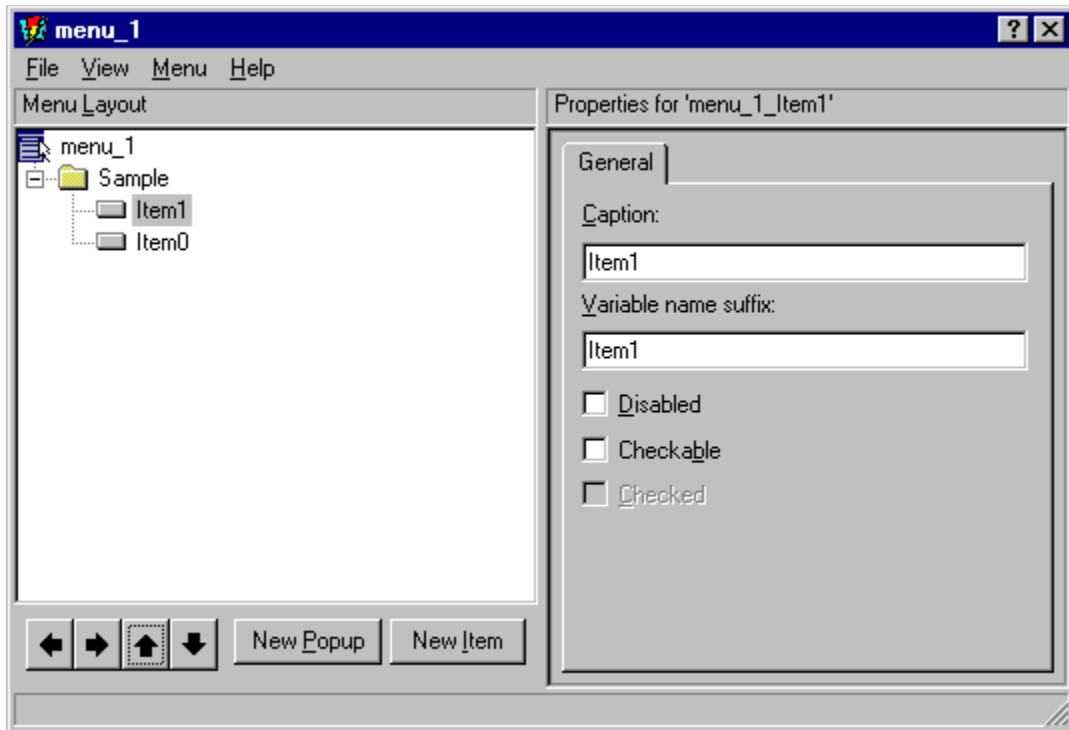 menu_1
File View Menu Help
Menu Layout
Properties for 'menu_1_Item1'
menu_1
Sample
Item1
Item0
General
Caption:
Item1
Variable name suffix:
Item1
Disabled
Checkable
Checked
New Popup
New Item